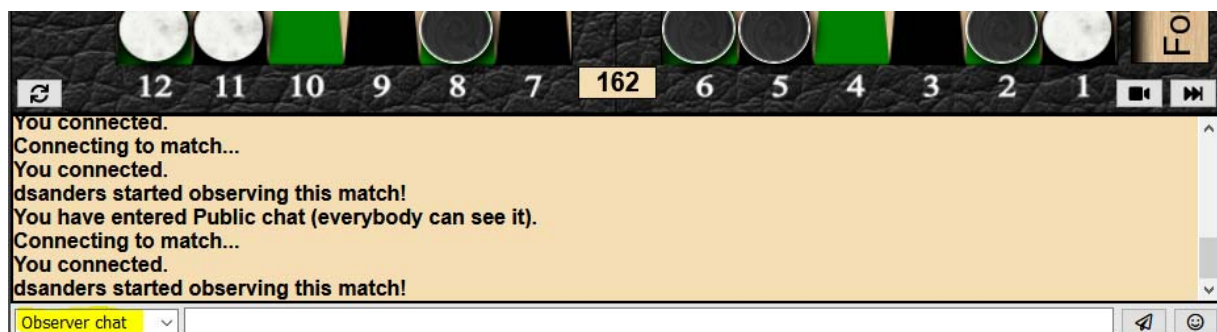 Fo
12 11 10 9 8 7 162 6 5 4 3 2 1
You connected.
Connecting to match...
You connected.
dsanders started observing this match!
You have entered Public chat (everybody can see it).
Connecting to match...
You connected.
dsanders started observing this match!
Observer chat